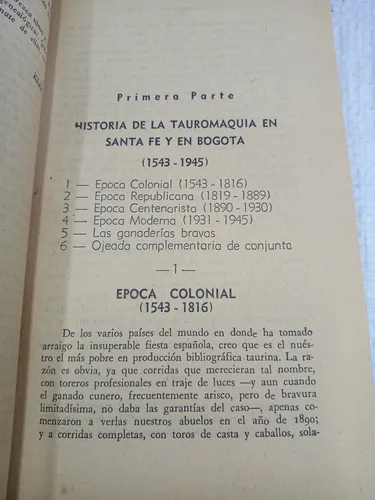 resca
genealógica
nute de
Primera Parte
HISTORIA DE LA TAUROMAQUIA EN
SANTA FE Y EN BOGOTA
(1543 - 1945)
1 — Epoca Colonial (1543 - 1816)
2 — Epoca Republicana (1819 - 1889)
3 — Epoca Centenarista (1890 - 1930)
4 — Epoca Moderna (1931 - 1945)
5 — Las ganaderías bravas
6 — Ojeada complementaria de conjunta
— 1 —
EPOCA COLONIAL
(1543 - 1816)
De los varios países del mundo en donde ha tomado
arraigo la insuperable fiesta española, creo que es el nués-
tro el más pobre en producción bibliográfica taurina. La ra-
zón es obvia, ya que corridas que merecieran tal nombre,
con toreros profesionales en traje de luces —y aun cuando
el ganado cunero, frecuentemente arisco, pero de bravura
limitadísima, no daba las garantías del caso—, apenas co-
menzaron a verlas nuestros abuelos en el año de 1890;
y a corridas completas, con toros de casta y caballos, sola-